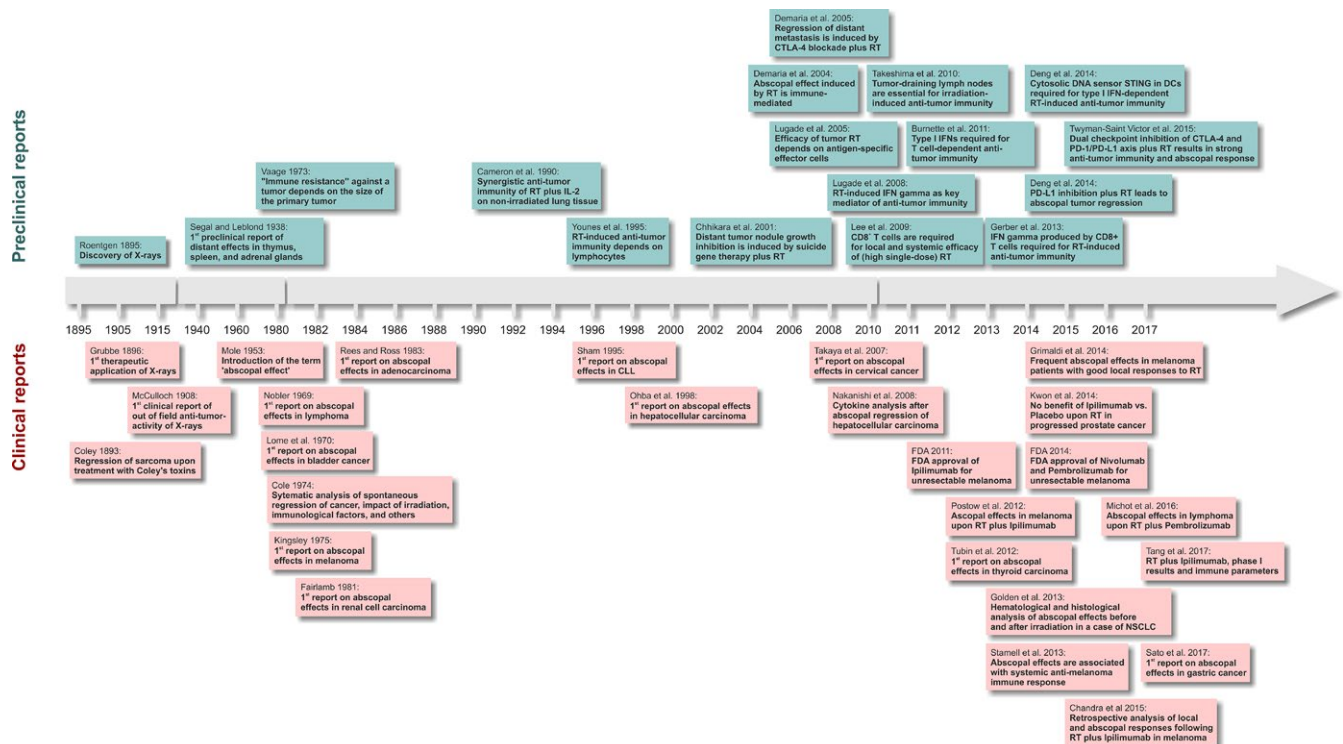 Preclinical reports
Demaria et al. 2005:
Regression of distant
metastasis is induced by
CTLA-4 blockade plus RT
Demaria et al. 2004:
Abscopal effect induced
by RT is immune-
mediated
Takeshima et al. 2010:
Tumor-draining lymph nodes
are essential for irradiation-
induced anti-tumor immunity
Deng et al. 2014:
Cytosolic DNA sensor STING in DCs
required for type I IFN-dependent
RT-induced anti-tumor immunity
Lugade et al. 2005:
Efficacy of tumor RT
depends on antigen-specific
effector cells
Burnette et al. 2011:
Type I IFNs required for
T cell-dependent anti-
tumor immunity
Twyman-Saint Victor et al. 2015:
Dual checkpoint inhibition of CTLA-4 and
PD-1/PD-L1 axis plus RT results in strong
anti-tumor immunity and abscopal response
Vaage 1973:
"Immune resistance" against a
tumor depends on the size of
the primary tumor
Cameron et al. 1990:
Synergistic anti-tumor
immunity of RT plus IL-2
on non-irradiated lung tissue
Lugade et al. 2008:
RT-induced IFN gamma as key
mediator of anti-tumor immunity
Deng et al. 2014:
PD-L1 inhibition plus RT leads to
abscopal tumor regression
Roentgen 1895:
Discovery of X-rays
Segal and Leblond 1938:
1st preclinical report of
distant effects in thymus,
spleen, and adrenal glands
Younes et al. 1995:
RT-induced anti-tumor
immunity depends on
lymphocytes
Chhikara et al. 2001:
Distant tumor nodule growth
inhibition is induced by suicide
gene therapy plus RT
Lee et al. 2009:
CD8+ T cells are required
for local and systemic efficacy
of (high single-dose) RT
Gerber et al. 2013:
IFN gamma produced by CD8+
T cells required for RT-induced
anti-tumor immunity
1895 1905 1915 1940 1960 1980 1982 1984 1986 1988 1990 1992 1994 1996 1998 2000 2002 2004 2006 2008 2010 2011 2012 2013 2014 2015 2016 2017
Clinical reports
Grubbe 1896:
1st therapeutic
application of X-rays
Mole 1953:
Introduction of the term
'abscopal effect'
Rees and Ross 1983:
1st report on abscopal
effects in adenocarcinoma
Sham 1995:
1st report on abscopal
effects in CLL
Takaya et al. 2007:
1st report on abscopal
effects in cervical cancer
Grimaldi et al. 2014:
Frequent abscopal effects in melanoma
patients with good local responses to RT
McCulloch 1908:
1st clinical report of
out of field anti-tumor-
activity of X-rays
Nobler 1969:
1st report on abscopal
effects in lymphoma
Ohba et al. 1998:
1st report on abscopal effects
in hepatocellular carcinoma
Nakanishi et al. 2008:
Cytokine analysis after
abscopal regression of
hepatocellular carcinoma
Kwon et al. 2014:
No benefit of Ipilimumab vs.
Placebo upon RT in
progressed prostate cancer
Coley 1893:
Regression of sarcoma upon
treatment with Coley's toxins
Lome et al. 1970:
1st report on abscopal
effects in bladder cancer
FDA 2011:
FDA approval of
Ipilimumab for
unresectable melanoma
FDA 2014:
FDA approval of Nivolumab
and Pembrolizumab for
unresectable melanoma
Cole 1974:
Sytematic analysis of spontaneous
regression of cancer, impact of irradiation,
immunological factors, and others
Postow et al. 2012:
Ascopal effects in melanoma
upon RT plus Ipilimumab
Michot et al. 2016:
Abscopal effects in lymphoma
upon RT plus Pembrolizumab
Kingsley 1975:
1st report on abscopal
effects in melanoma
Tubin et al. 2012:
1st report on abscopal
effects in thyroid carcinoma
Tang et al. 2017:
RT plus Ipilimumab, phase I
results and immune parameters
Fairlamb 1981:
1st report on abscopal
effects in renal cell carcinoma
Golden et al. 2013:
Hematological and histological
analysis of abscopal effects before
and after irradiation in a case of NSCLC
Stamell et al. 2013:
Abscopal effects are associated
with systemic anti-melanoma
immune response
Sato et al. 2017:
1st report on abscopal
effects in gastric cancer
Chandra et al 2015:
Retrospective analysis of local
and abscopal responses following
RT plus Ipilimumab in melanoma